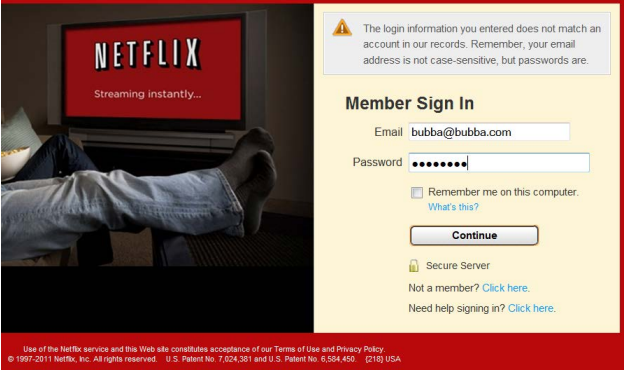 NETFLIX
Streaming instantly...
The login information you entered does not match an
account in our records. Remember, your email
address is not case-sensitive, but passwords are.
Member Sign In
Email bubba@bubba.com
Password ●●●●●●●●
Remember me on this computer.
What's this?
Continue
Secure Server
Not a member? Click here.
Need help signing in? Click here.
Use of the Netflix service and this Web site constitutes acceptance of our Terms of Use and Privacy Policy.
© 1997-2011 Netflix, Inc. All rights reserved. U.S. Patent No. 7,024,381 and U.S. Patent No. 6,584,450. {218} USA